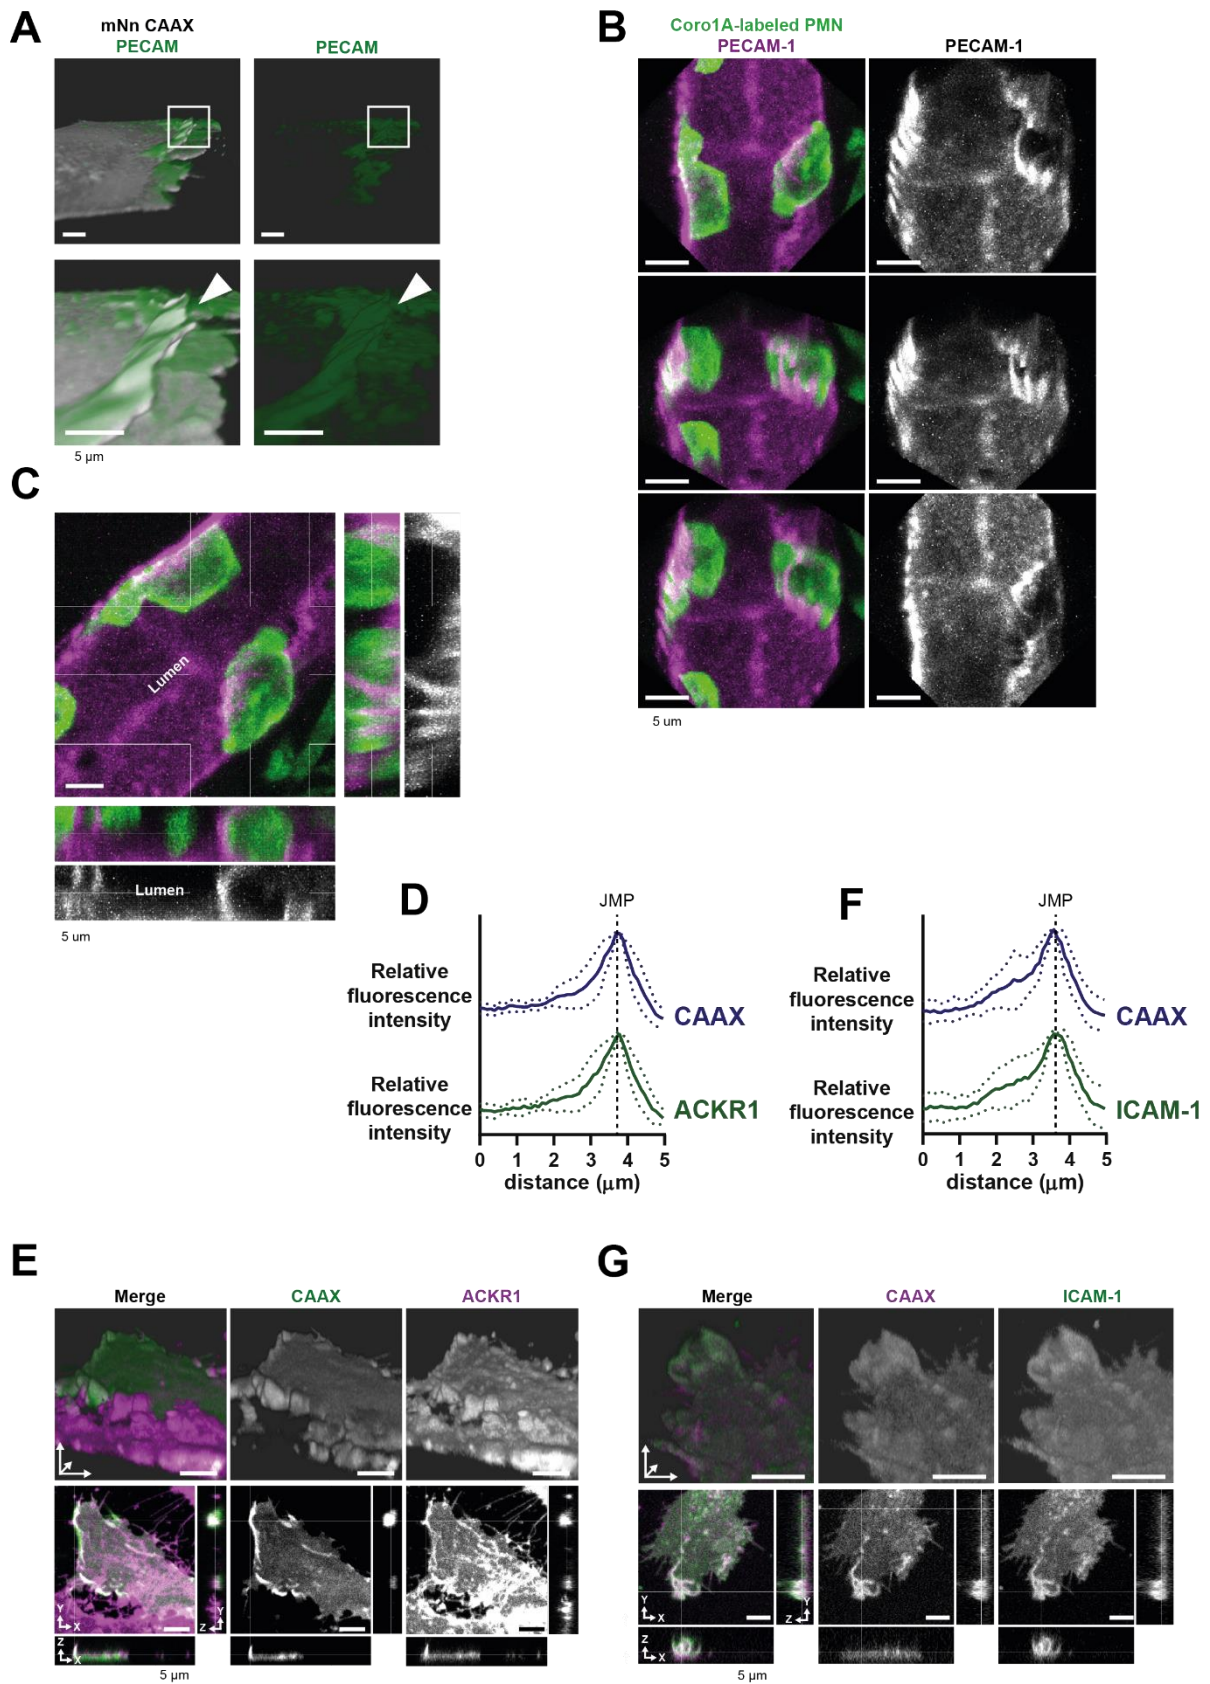 A
mNn CAAX
PECAM
PECAM
5 µm
B
Coro1A-labeled PMN
PECAM-1
PECAM-1
5 um
C
Lumen
Lumen
5 um
D
JMP
Relative
fluorescence
intensity
CAAX
Relative
fluorescence
intensity
ACKR1
0 1 2 3 4 5
distance (µm)
F
JMP
Relative
fluorescence
intensity
CAAX
Relative
fluorescence
intensity
ICAM-1
0 1 2 3 4 5
distance (µm)
E
Merge
CAAX
ACKR1
Y
X
Y
Z
Z
X
5 µm
G
Merge
CAAX
ICAM-1
Y
X
Y
Z
Z
X
5 µm